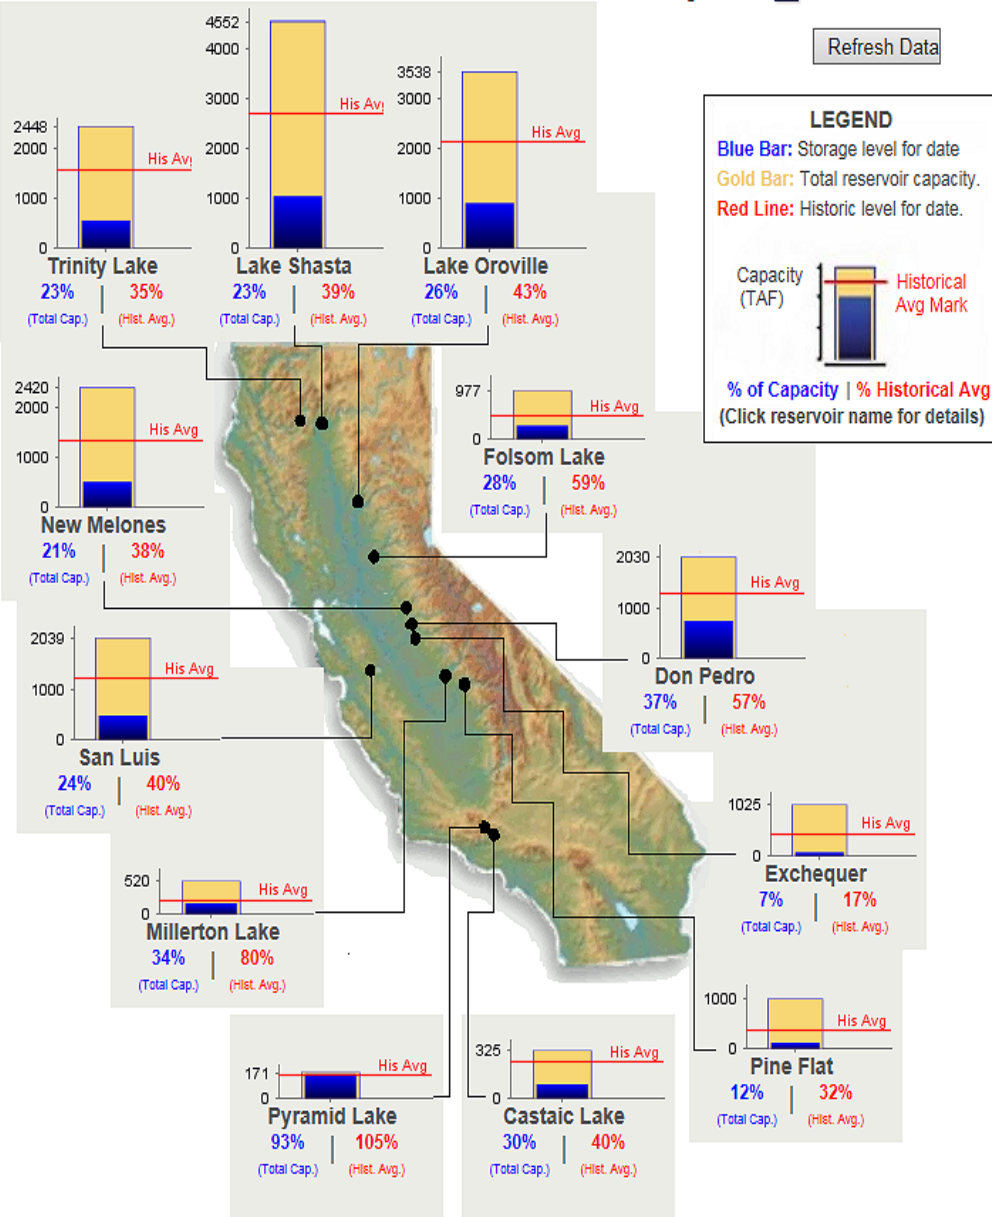 Refresh Data
LEGEND
Blue Bar: Storage level for date
Gold Bar: Total reservoir capacity.
Red Line: Historic level for date.
Capacity
(TAF)
Historical
Avg Mark
% of Capacity | % Historical Avg
(Click reservoir name for details)
2448
2000
1000
0
His Avg
Trinity Lake
23% | 35%
(Total Cap.) (Hist. Avg.)
4552
4000
3000
2000
1000
0
His Avg
Lake Shasta
23% | 39%
(Total Cap.) (Hist. Avg.)
3538
3000
2000
1000
0
His Avg
Lake Oroville
26% | 43%
(Total Cap.) (Hist. Avg.)
2420
2000
1000
0
His Avg
New Melones
21% | 38%
(Total Cap.) (Hist. Avg.)
977
0
His Avg
Folsom Lake
28% | 59%
(Total Cap.) (Hist. Avg.)
2030
1000
0
His Avg
Don Pedro
37% | 57%
(Total Cap.) (Hist. Avg.)
2039
1000
0
His Avg
San Luis
24% | 40%
(Total Cap.) (Hist. Avg.)
1025
0
His Avg
Exchequer
7% | 17%
(Total Cap.) (Hist. Avg.)
520
0
His Avg
Millerton Lake
34% | 80%
(Total Cap.) (Hist. Avg.)
1000
0
His Avg
Pine Flat
12% | 32%
(Total Cap.) (Hist. Avg.)
171
0
His Avg
Pyramid Lake
93% | 105%
(Total Cap.) (Hist. Avg.)
325
0
His Avg
Castaic Lake
30% | 40%
(Total Cap.) (Hist. Avg.)